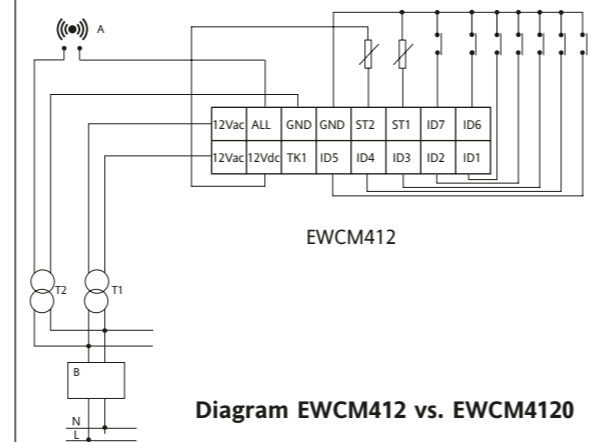 A
12Vac ALL GND GND ST2 ST1 ID7 ID6
12Vac 12Vdc TK1 ID5 ID4 ID3 ID2 ID1
EWCM412
T2 T1
B
N
L
Diagram EWCM412 vs. EWCM4120